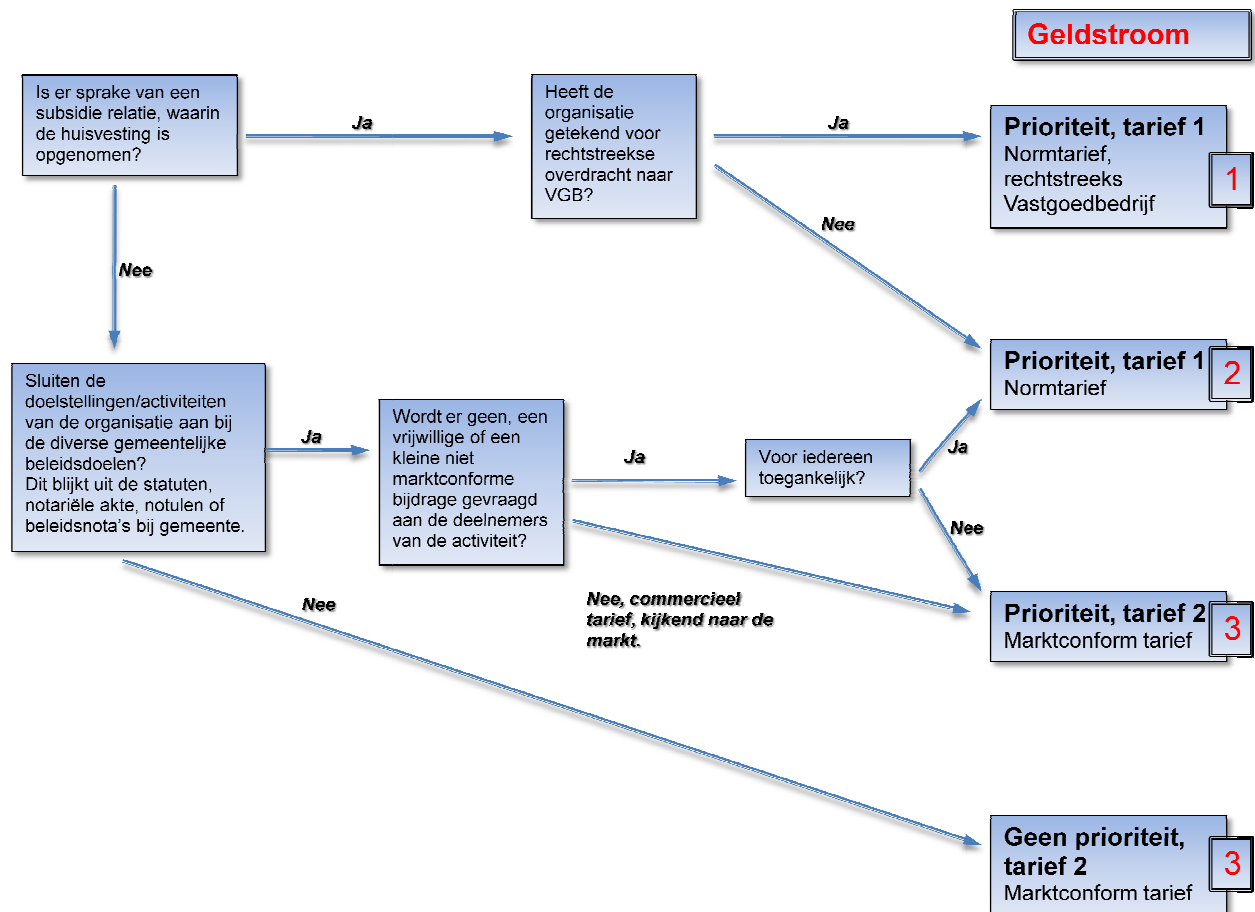 Geldstroom
Is er sprake van een
subsidie relatie, waarin
de huisvesting is
opgenomen?
Ja
Heeft de
organisatie
getekend voor
rechtstreekse
overdracht naar
VGB?
Ja
Prioriteit, tarief 1
Normtarief,
rechtstreeks
Vastgoedbedrijf
1
Nee
Nee
Prioriteit, tarief 1
Normtarief
2
Sluiten de
doelstellingen/activiteiten
van de organisatie aan bij
de diverse gemeentelijke
beleidsdoelen?
Dit blijkt uit de statuten,
notariële akte, notulen of
beleidsnota's bij gemeente.
Ja
Wordt er geen, een
vrijwillige of een
kleine niet
marktconforme
bijdrage gevraagd
aan de deelnemers
van de activiteit?
Ja
Voor iedereen
toegankelijk?
Ja
Nee
Nee, commercieel
tarief, kijkend naar de
markt.
Prioriteit, tarief 2
Marktconform tarief
3
Nee
Geen prioriteit,
tarief 2
Marktconform tarief
3